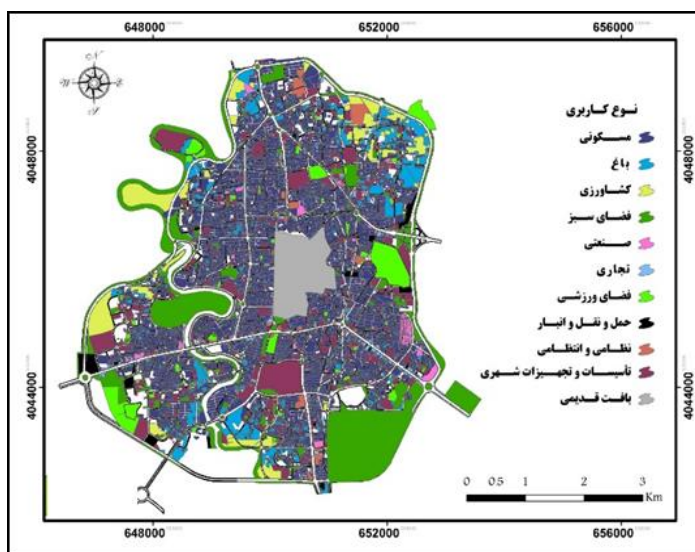 648000 652000 656000
N
W E
S
نوع کاربری
مسکونی
باغ
کشاورزی
فضای سبز
صنعتی
تجاری
فضای ورزشی
حمل و نقل و انبار
نظامی و انتظامی
تأسیسات و تجهیزات شهری
بافت قدیمی
4048000 4048000
4044000 4044000
0 0.5 1 2 3
Km
648000 652000 656000